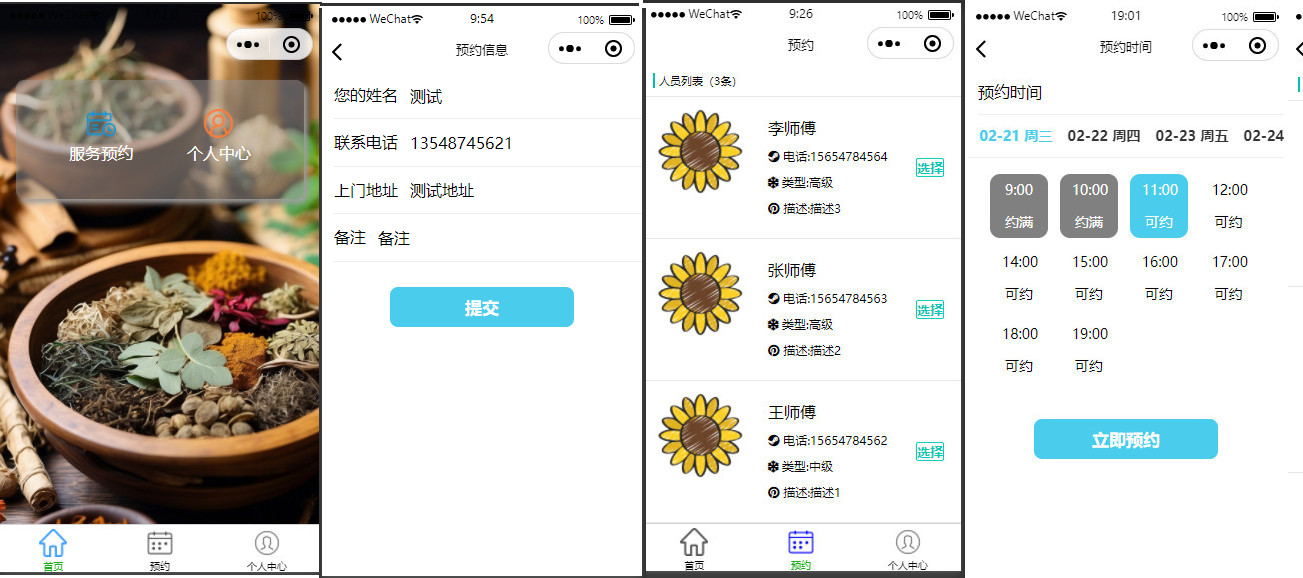 100%
服务预约
个人中心
首页
预约
个人中心
WeChat
9:54
100%
预约信息
您的姓名 测试
联系电话 13548745621
上门地址 测试地址
备注 备注
提交
WeChat
9:26
100%
预约
人员列表（3条）
李师傅
电话:15654784564
类型:高级
描述:描述3
选择
张师傅
电话:15654784563
类型:高级
描述:描述2
选择
王师傅
电话:15654784562
类型:中级
描述:描述1
选择
首页
预约
个人中心
WeChat
19:01
100%
预约时间
预约时间
02-21 周三 02-22 周四 02-23 周五 02-24
9:00 10:00 11:00 12:00
约满 约满 可约 可约
14:00 15:00 16:00 17:00
可约 可约 可约 可约
18:00 19:00
可约 可约
立即预约